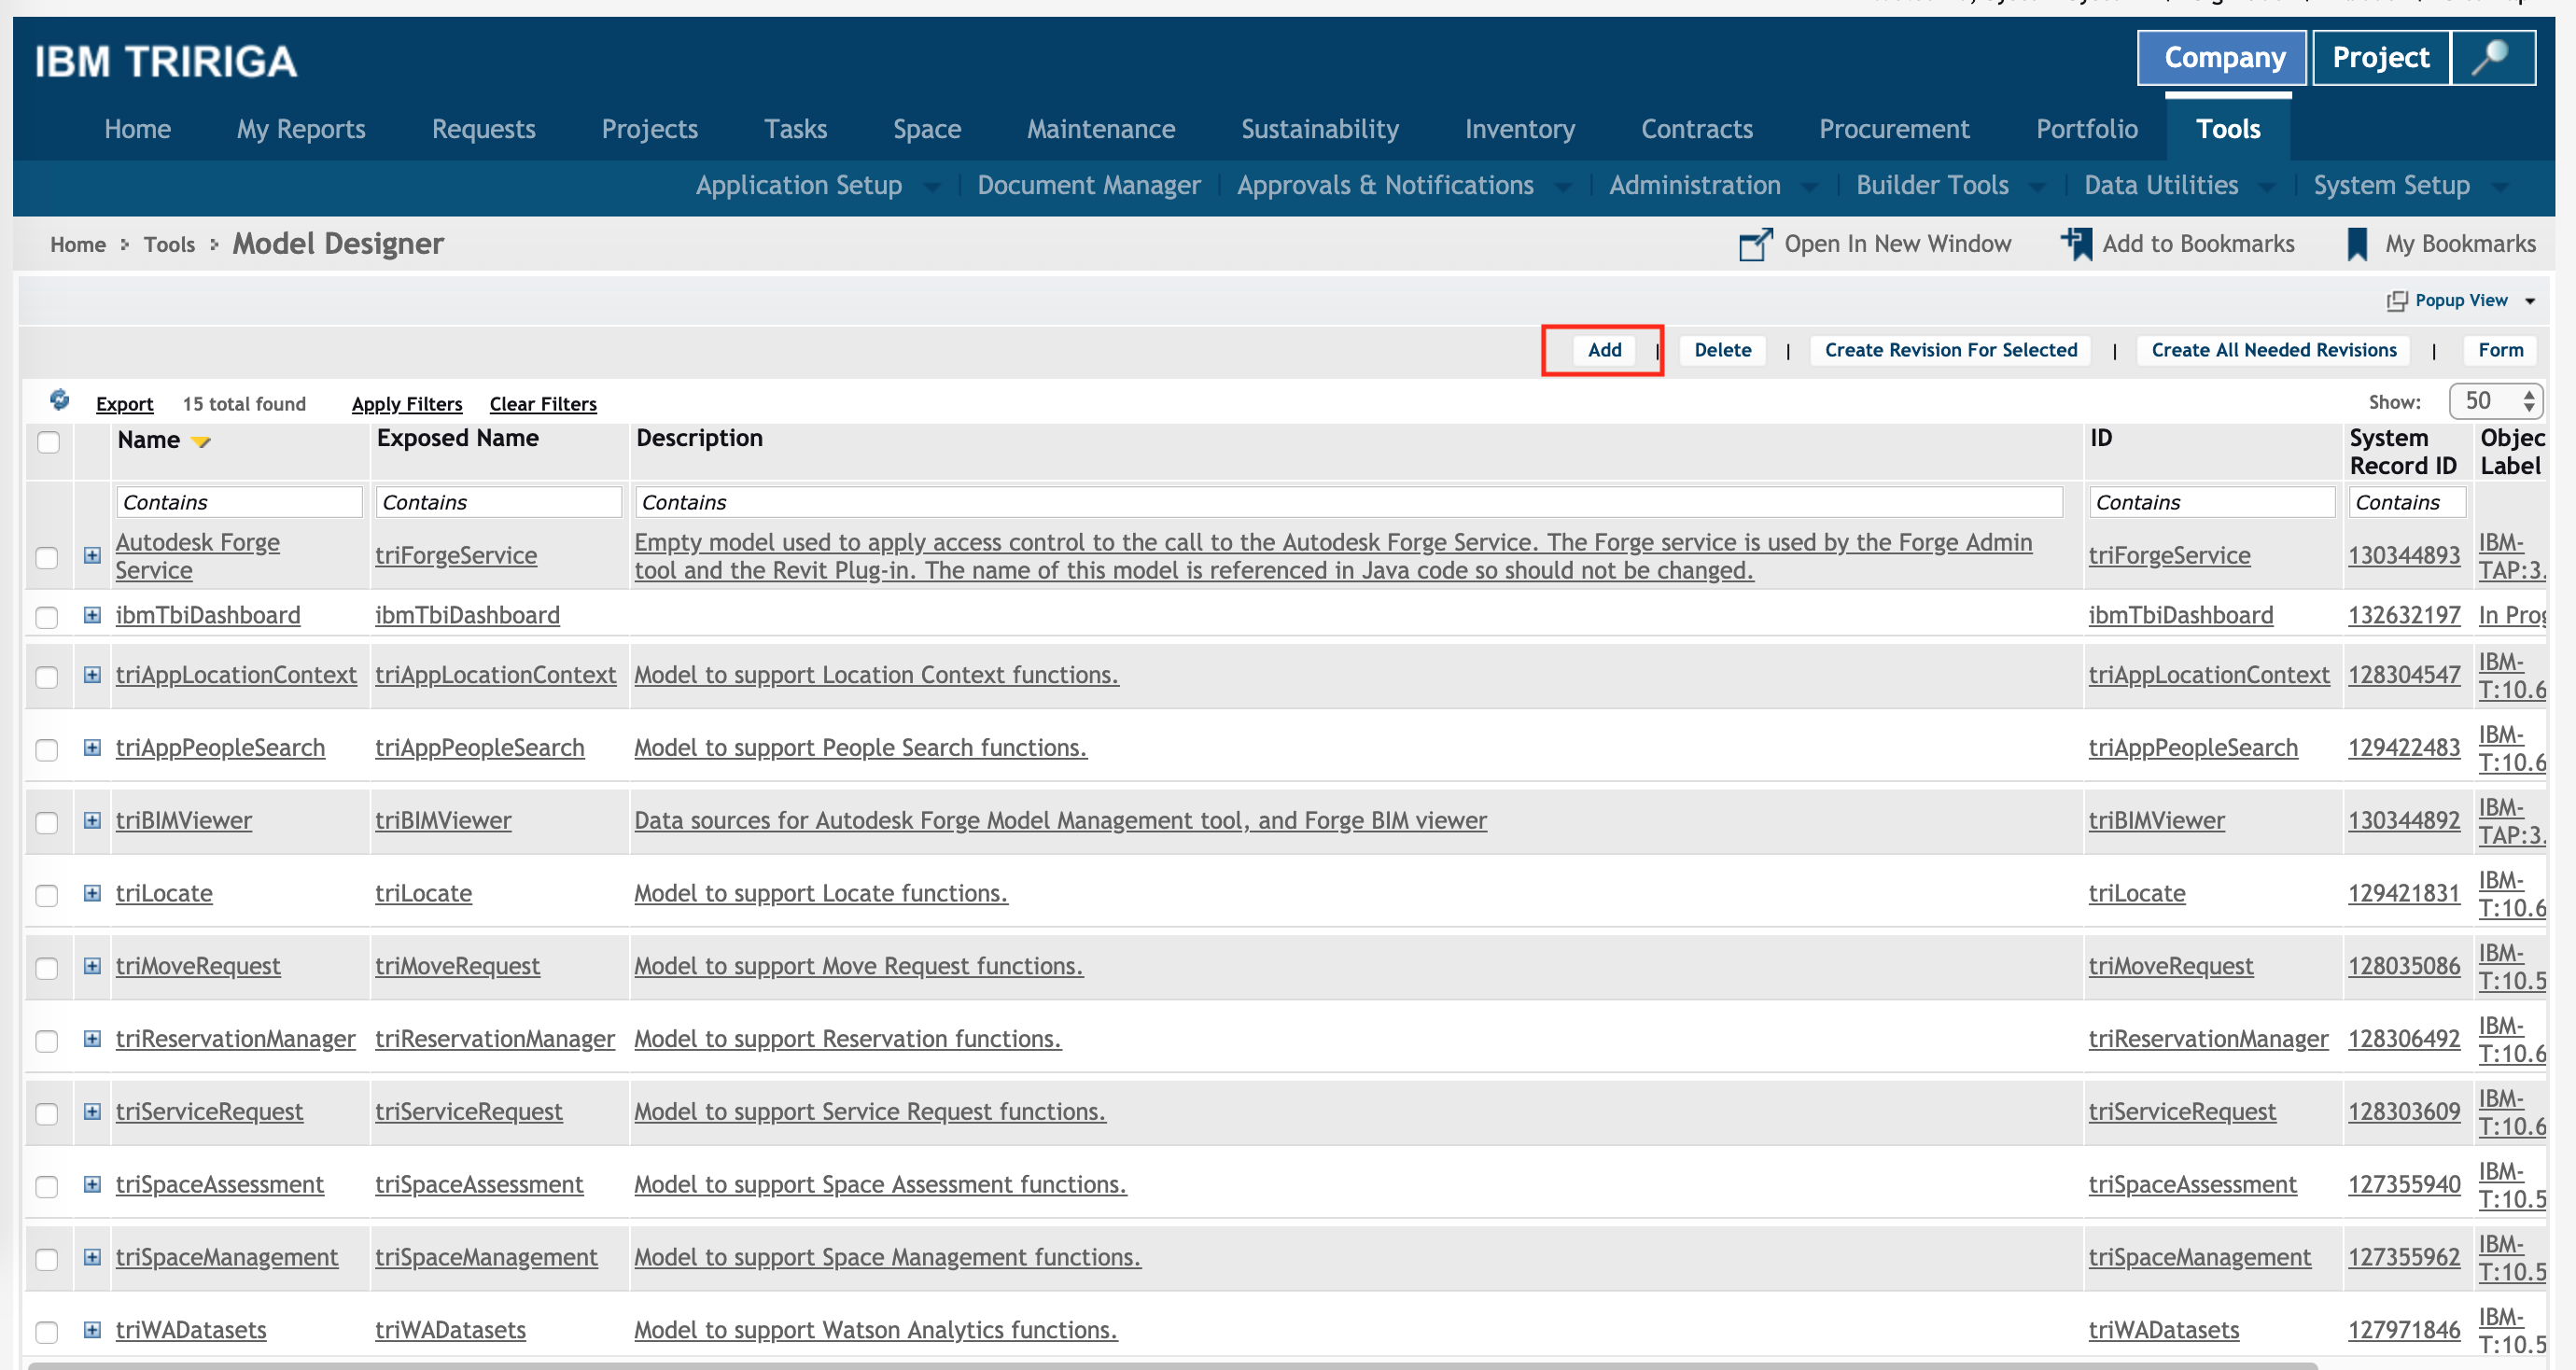 IBM TRIRIGA
Company Project
Home My Reports Requests Projects Tasks Space Maintenance Sustainability Inventory Contracts Procurement Portfolio Tools
Application Setup | Document Manager | Approvals & Notifications | Administration | Builder Tools | Data Utilities | System Setup
Home Tools Model Designer Open In New Window Add to Bookmarks My Bookmarks
Popup View
Add | Delete | Create Revision For Selected | Create All Needed Revisions | Form
Export 15 total found Apply Filters Clear Filters Show: 50
Name Exposed Name Description ID System Record ID Objec Label
Contains Contains Contains Contains Contains
Autodesk Forge Service triForgeService Empty model used to apply access control to the call to the Autodesk Forge Service. The Forge service is used by the Forge Admin tool and the Revit Plug-in. The name of this model is referenced in Java code so should not be changed. triForgeService 130344893 IBM-TAP:3.
ibmTbiDashboard ibmTbiDashboard ibmTbiDashboard 132632197 In Prog
triAppLocationContext triAppLocationContext Model to support Location Context functions. triAppLocationContext 128304547 IBM-T:10.6
triAppPeopleSearch triAppPeopleSearch Model to support People Search functions. triAppPeopleSearch 129422483 IBM-T:10.6
triBIMViewer triBIMViewer Data sources for Autodesk Forge Model Management tool, and Forge BIM viewer triBIMViewer 130344892 IBM-TAP:3.
triLocate triLocate Model to support Locate functions. triLocate 129421831 IBM-T:10.6
triMoveRequest triMoveRequest Model to support Move Request functions. triMoveRequest 128035086 IBM-T:10.5
triReservationManager triReservationManager Model to support Reservation functions. triReservationManager 128306492 IBM-T:10.6
triServiceRequest triServiceRequest Model to support Service Request functions. triServiceRequest 128303609 IBM-T:10.6
triSpaceAssessment triSpaceAssessment Model to support Space Assessment functions. triSpaceAssessment 127355940 IBM-T:10.5
triSpaceManagement triSpaceManagement Model to support Space Management functions. triSpaceManagement 127355962 IBM-T:10.5
triWADatasets triWADatasets Model to support Watson Analytics functions. triWADatasets 127971846 IBM-T:10.5